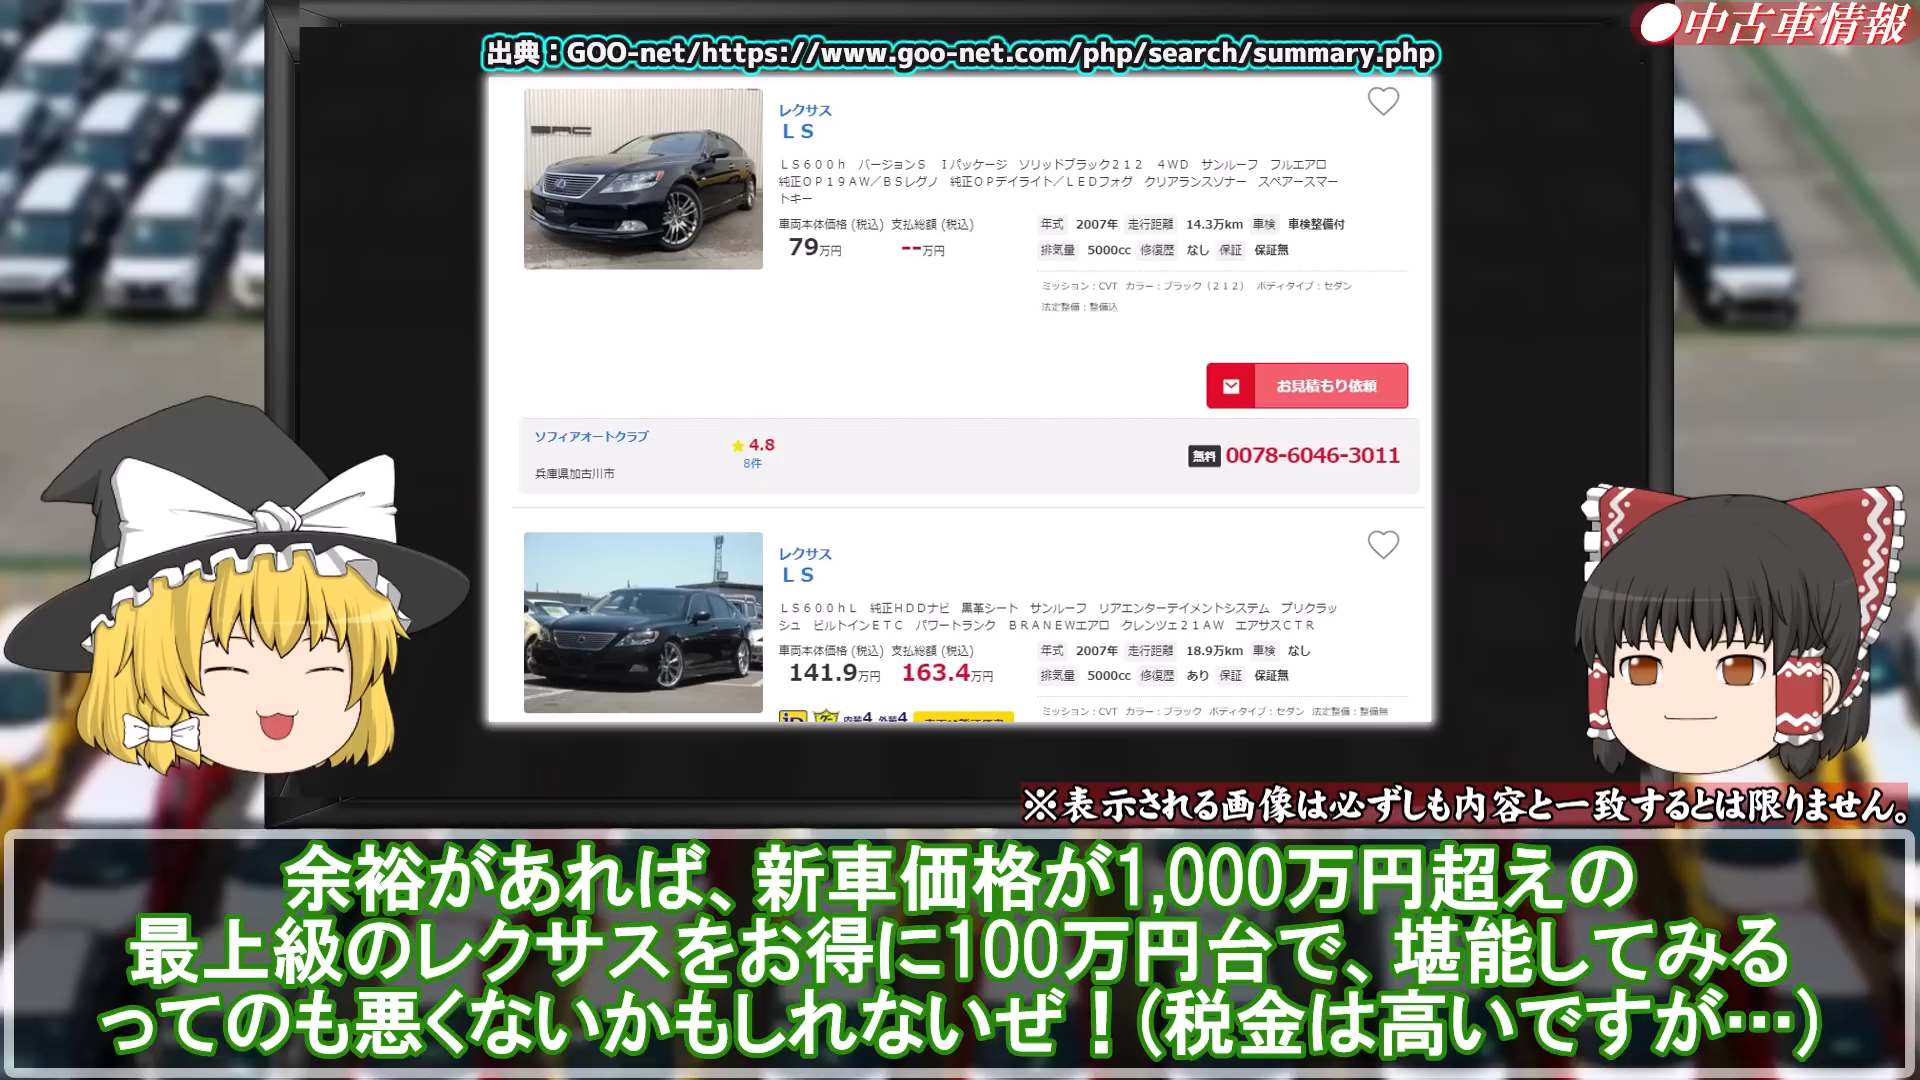 ●中古車情報
出典：GOO-net/https://www.goo-net.com/php/search/summary.php
レクサス
ＬＳ
ＬＳ６００ｈ　バージョンＳ　Ｉパッケージ　ソリッドブラック２１２　４ＷＤ　サンルーフ　フルエアロ
純正ＯＰ１９ＡＷ／ＢＳレグノ　純正ＯＰデイライト／ＬＥＤフォグ　クリアランスソナー　スペアースマー
トキー
車両本体価格 (税込) 支払総額 (税込)
79万円 --万円
年式 2007年 走行距離 14.3万km 車検 車検整備付
排気量 5000cc 修復歴 なし 保証 保証無
ミッション：CVT カラー：ブラック（２１２） ボディタイプ：セダン
法定整備：整備込
お見積もり依頼
ソフィアオートクラブ
兵庫県加古川市
4.8
8件
無料 0078-6046-3011
レクサス
ＬＳ
ＬＳ６００ｈＬ　純正ＨＤＤナビ　黒革シート　サンルーフ　リアエンターテイメントシステム　プリクラッ
シュ　ビルトインＥＴＣ　パワートランク　ＢＲＡＮＥＷエアロ　クレンツェ２１ＡＷ　エアサスＣＴＲ
車両本体価格 (税込) 支払総額 (税込)
141.9万円 163.4万円
年式 2007年 走行距離 18.9万km 車検 なし
排気量 5000cc 修復歴 あり 保証 保証無
ミッション：CVT カラー：ブラック ボディタイプ：セダン 法定整備：整備無
内装4 外装4
※表示される画像は必ずしも内容と一致するとは限りません。
余裕があれば、新車価格が1,000万円超えの
最上級のレクサスをお得に100万円台で、堪能してみる
ってのも悪くないかもしれないぜ！(税金は高いですが…)